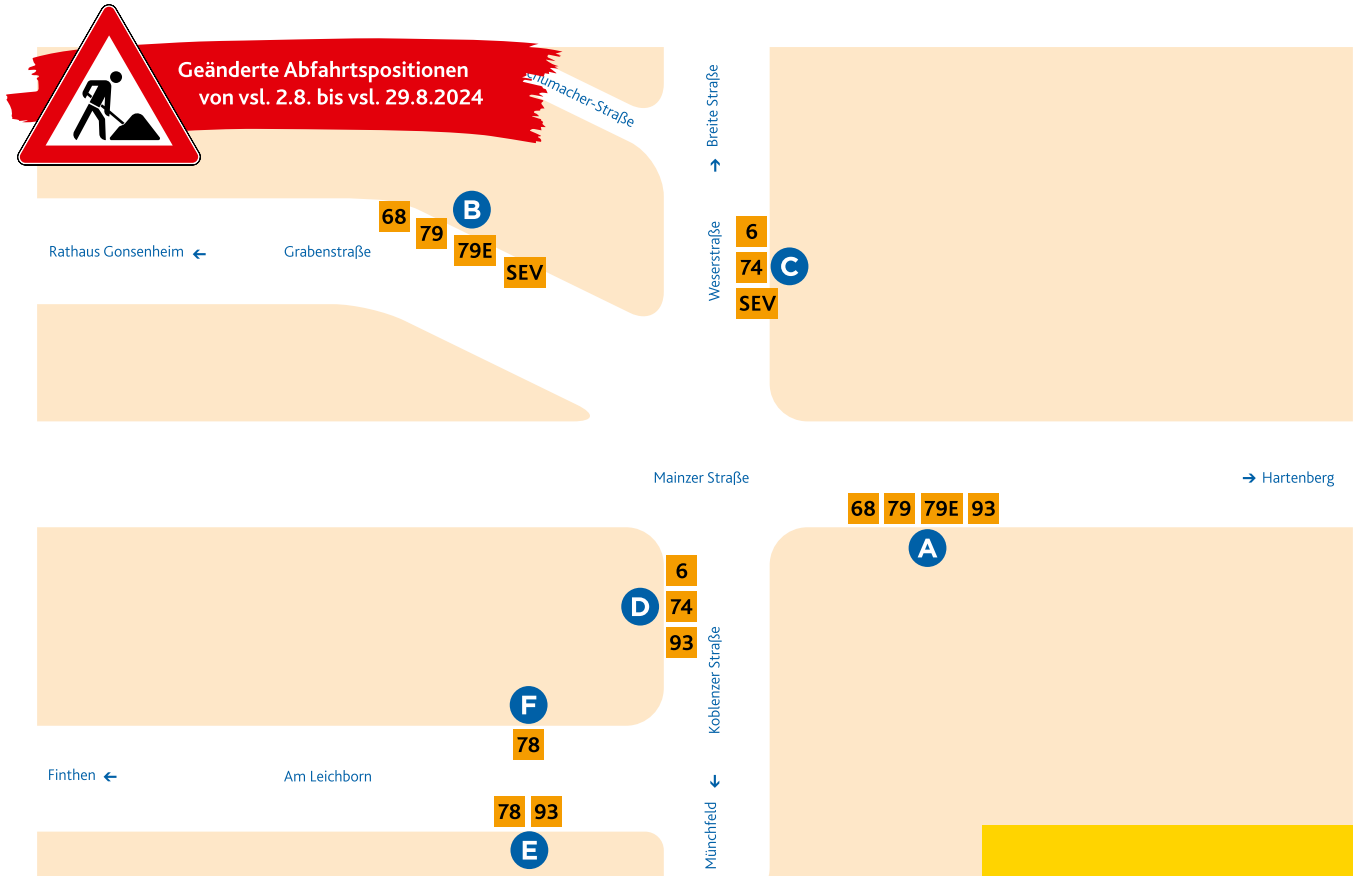 Geänderte Abfahrtspositionen
von vsl. 2.8. bis vsl. 29.8.2024
Breite Straße
68
79
B
79E
SEV
Rathaus Gonsenheim
Grabenstraße
Weserstraße
6
74
C
SEV
Mainzer Straße
Hartenberg
68 79 79E 93
A
6
D
74
93
Koblenzer Straße
F
78
Finthen
Am Leichborn
78 93
E
Münchfeld